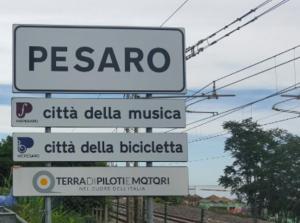 PESARO
città della musica
città della bicicletta
TERRA DI PILOTI E MOTORI
NEL CUORE DELL'ITALIA